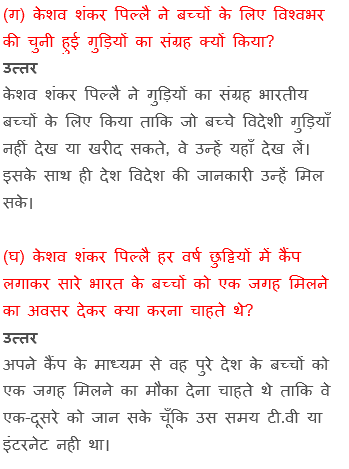 (ग) केशव शंकर पिल्लै ने बच्चों के लिए विश्वभर
की चुनी हुई गुड़ियों का संग्रह क्यों किया?
उत्तर
केशव शंकर पिल्लै ने गुड़ियों का संग्रह भारतीय
बच्चों के लिए किया ताकि जो बच्चे विदेशी गुड़ियाँ
नहीं देख या खरीद सकते, वे उन्हें यहाँ देख लें।
इसके साथ ही देश विदेश की जानकारी उन्हें मिल
सके।
(घ) केशव शंकर पिल्लै हर वर्ष छुट्टियों में कैंप
लगाकर सारे भारत के बच्चों को एक जगह मिलने
का अवसर देकर क्या करना चाहते थे?
उत्तर
अपने कैंप के माध्यम से वह पुरे देश के बच्चों को
एक जगह मिलने का मौका देना चाहते थे ताकि वे
एक-दूसरे को जान सके चूँकि उस समय टी.वी या
इंटरनेट नही था।